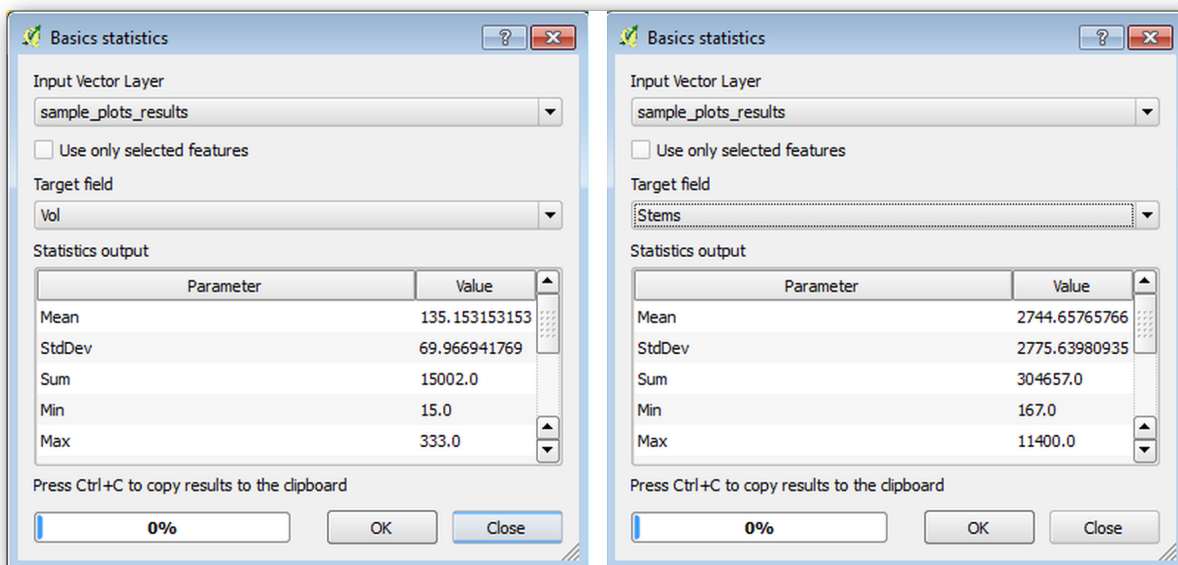 Basics statistics
Input Vector Layer
sample_plots_results
Use only selected features
Target field
Vol
Statistics output
Parameter Value
Mean 135.153153153
StdDev 69.966941769
Sum 15002.0
Min 15.0
Max 333.0
Press Ctrl+C to copy results to the clipboard
0% OK Close
Basics statistics
Input Vector Layer
sample_plots_results
Use only selected features
Target field
Stems
Statistics output
Parameter Value
Mean 2744.65765766
StdDev 2775.63980935
Sum 304657.0
Min 167.0
Max 11400.0
Press Ctrl+C to copy results to the clipboard
0% OK Close